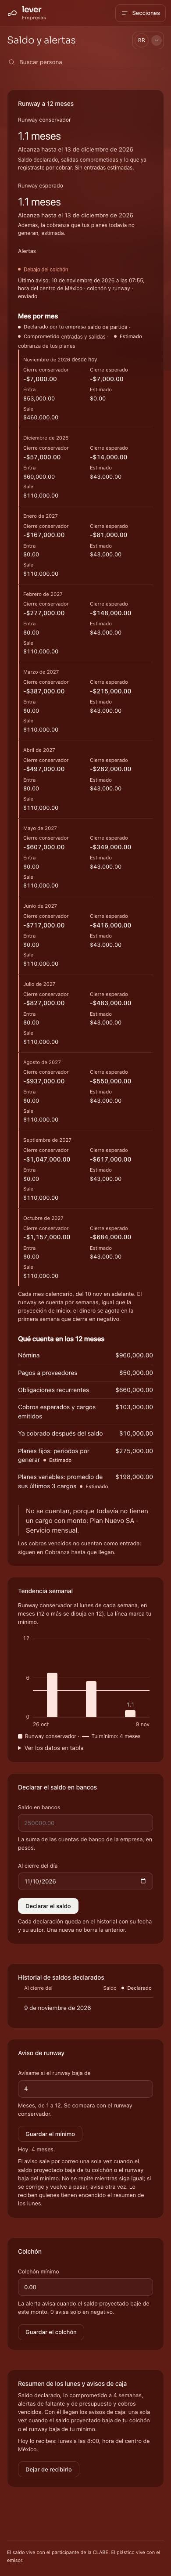 lever
Empresas
Secciones
Saldo y alertas
RR
Buscar persona
Runway a 12 meses
Runway conservador
1.1 meses
Alcanza hasta el 13 de diciembre de 2026
Saldo declarado, salidas comprometidas y lo que ya
registraste por cobrar. Sin entradas estimadas.
Runway esperado
1.1 meses
Alcanza hasta el 13 de diciembre de 2026
Además, la cobranza que tus planes todavía no
generan, estimada.
Alertas
Debajo del colchón
Último aviso: 10 de noviembre de 2026 a las 07:55,
hora del centro de México · colchón y runway ·
enviado.
Mes por mes
Declarado por tu empresa saldo de partida ·
Comprometido entradas y salidas · Estimado
cobranza de tus planes
Noviembre de 2026 desde hoy
Cierre conservador Cierre esperado
-$7,000.00 -$7,000.00
Entra Estimado
$53,000.00 $0.00
Sale
$460,000.00
Diciembre de 2026
Cierre conservador Cierre esperado
-$57,000.00 -$14,000.00
Entra Estimado
$60,000.00 $43,000.00
Sale
$110,000.00
Enero de 2027
Cierre conservador Cierre esperado
-$167,000.00 -$81,000.00
Entra Estimado
$0.00 $43,000.00
Sale
$110,000.00
Febrero de 2027
Cierre conservador Cierre esperado
-$277,000.00 -$148,000.00
Entra Estimado
$0.00 $43,000.00
Sale
$110,000.00
Marzo de 2027
Cierre conservador Cierre esperado
-$387,000.00 -$215,000.00
Entra Estimado
$0.00 $43,000.00
Sale
$110,000.00
Abril de 2027
Cierre conservador Cierre esperado
-$497,000.00 -$282,000.00
Entra Estimado
$0.00 $43,000.00
Sale
$110,000.00
Mayo de 2027
Cierre conservador Cierre esperado
-$607,000.00 -$349,000.00
Entra Estimado
$0.00 $43,000.00
Sale
$110,000.00
Junio de 2027
Cierre conservador Cierre esperado
-$717,000.00 -$416,000.00
Entra Estimado
$0.00 $43,000.00
Sale
$110,000.00
Julio de 2027
Cierre conservador Cierre esperado
-$827,000.00 -$483,000.00
Entra Estimado
$0.00 $43,000.00
Sale
$110,000.00
Agosto de 2027
Cierre conservador Cierre esperado
-$937,000.00 -$550,000.00
Entra Estimado
$0.00 $43,000.00
Sale
$110,000.00
Septiembre de 2027
Cierre conservador Cierre esperado
-$1,047,000.00 -$617,000.00
Entra Estimado
$0.00 $43,000.00
Sale
$110,000.00
Octubre de 2027
Cierre conservador Cierre esperado
-$1,157,000.00 -$684,000.00
Entra Estimado
$0.00 $43,000.00
Sale
$110,000.00
Cada mes calendario, del 10 nov en adelante. El
runway se cuenta por semanas, igual que la
proyección de Inicio: el dinero se agota en la
primera semana que cierra en negativo.
Qué cuenta en los 12 meses
Nómina $960,000.00
Pagos a proveedores $50,000.00
Obligaciones recurrentes $660,000.00
Cobros esperados y cargos $103,000.00
emitidos
Ya cobrado después del saldo $10,000.00
Planes fijos: periodos por $275,000.00
generar Estimado
Planes variables: promedio de $198,000.00
sus últimos 3 cargos Estimado
No se cuentan, porque todavía no tienen
un cargo con monto: Plan Nuevo SA ·
Servicio mensual.
Los cobros vencidos no cuentan como entrada:
siguen en Cobranza hasta que llegan.
Tendencia semanal
Runway conservador al lunes de cada semana, en
meses (12 o más se dibuja en 12). La línea marca tu
mínimo.
12
6
1.1
0
26 oct 9 nov
Runway conservador · Tu mínimo: 4 meses
Ver los datos en tabla
Declarar el saldo en bancos
Saldo en bancos
250000.00
La suma de las cuentas de banco de la empresa, en
pesos.
Al cierre del día
11/10/2026
Declarar el saldo
Cada declaración queda en el historial con su fecha
y su autor. Una nueva no borra la anterior.
Historial de saldos declarados
Al cierre del Saldo Declarado
9 de noviembre de 2026
Aviso de runway
Avísame si el runway baja de
4
Meses, de 1 a 12. Se compara con el runway
conservador.
Guardar el mínimo
Hoy: 4 meses.
El aviso sale por correo una sola vez cuando el
saldo proyectado baja de tu colchón o el runway
baja del mínimo. No se repite mientras siga igual; si
se corrige y vuelve a pasar, avisa otra vez. Lo
reciben quienes tienen encendido el resumen de
los lunes.
Colchón
Colchón mínimo
0.00
La alerta avisa cuando el saldo proyectado baje de
este monto. 0 avisa solo en negativo.
Guardar el colchón
Resumen de los lunes y avisos de caja
Saldo declarado, lo comprometido a 4 semanas,
alertas de faltante y de presupuesto y cobros
vencidos. Con él llegan los avisos de caja: una sola
vez cuando el saldo proyectado baja de tu colchón
o el runway baja de tu mínimo.
Hoy lo recibes: lunes a las 8:00, hora del centro de
México.
Dejar de recibirlo
El saldo vive con el participante de la CLABE. El plástico vive con el
emisor.